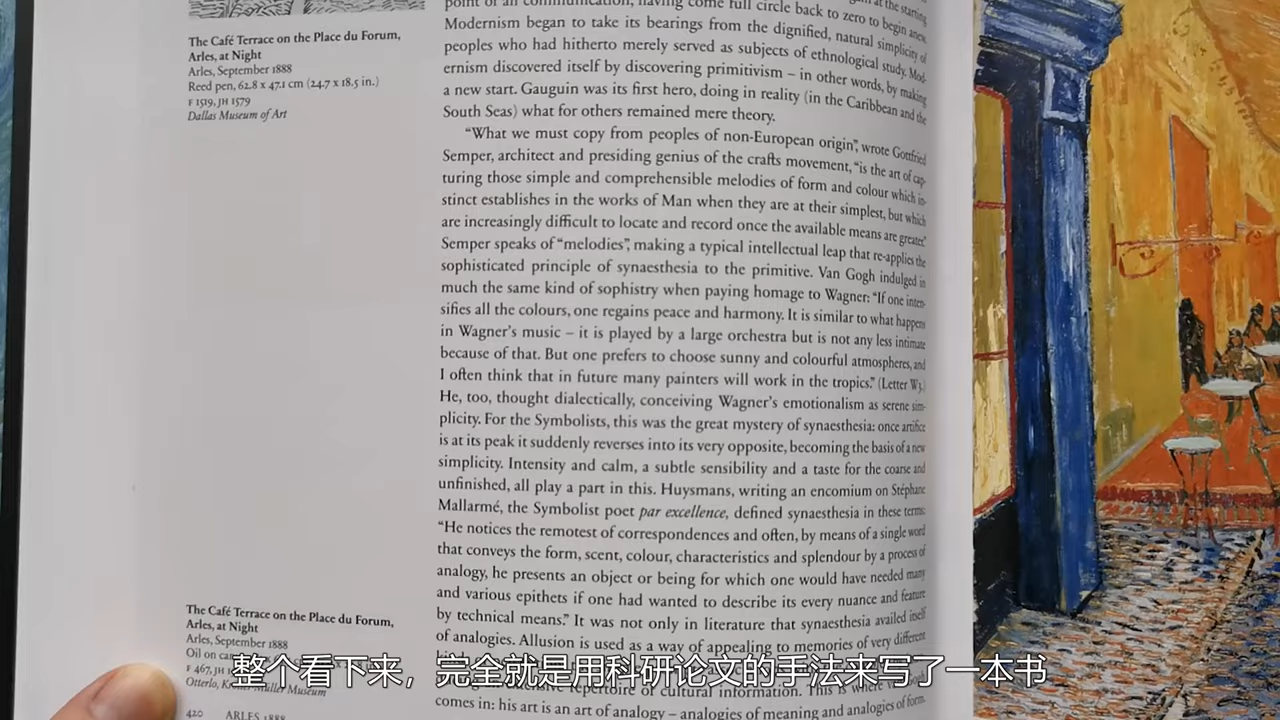 The Café Terrace on the Place du Forum,
Arles, at Night
Arles, September 1888
Reed pen, 62.8 x 47.1 cm (24.7 x 18.5 in.)
F 1519, JH 1579
Dallas Museum of Art
point of all communication, having come full circle back to zero to begin anew.
Modernism began to take its bearings from the dignified, natural simplicity of
peoples who had hitherto merely served as subjects of ethnological study. Mod-
ernism discovered itself by discovering primitivism – in other words, by making
a new start. Gauguin was its first hero, doing in reality (in the Caribbean and the
South Seas) what for others remained mere theory.
“What we must copy from peoples of non-European origin”, wrote Gottfried
Semper, architect and presiding genius of the crafts movement, “is the art of cap-
turing those simple and comprehensible melodies of form and colour which in-
stinct establishes in the works of Man when they are at their simplest, but which
are increasingly difficult to locate and record once the available means are greater.”
Semper speaks of “melodies”, making a typical intellectual leap that re-applies the
sophisticated principle of synaesthesia to the primitive. Van Gogh indulged in
much the same kind of sophistry when paying homage to Wagner: “If one inten-
sifies all the colours, one regains peace and harmony. It is similar to what happens
in Wagner’s music – it is played by a large orchestra but is not any less intimate
because of that. But one prefers to choose sunny and colourful atmospheres, and
I often think that in future many painters will work in the tropics.” (Letter W3.)
He, too, thought dialectically, conceiving Wagner’s emotionalism as serene sim-
plicity. For the Symbolists, this was the great mystery of synaesthesia: once artifice
is at its peak it suddenly reverses into its very opposite, becoming the basis of a new
simplicity. Intensity and calm, a subtle sensibility and a taste for the coarse and
unfinished, all play a part in this. Huysmans, writing an encomium on Stéphane
Mallarmé, the Symbolist poet par excellence, defined synaesthesia in these terms:
“He notices the remotest of correspondences and often, by means of a single word
that conveys the form, scent, colour, characteristics and splendour by a process of
analogy, he presents an object or being for which one would have needed many
and various epithets if one had wanted to describe its every nuance and feature
by technical means.” It was not only in literature that synaesthesia availed itself
of analogies. Allusion is used as a way of appealing to memories of very different
repertoire of cultural information. This is where
comes in: his art is an art of analogy – analogies of meaning and analogies of form.
The Café Terrace on the Place du Forum,
Arles, at Night
Arles, September 1888
Oil on
F 467, JH
Otterlo, Museum
420 ARLES 1888
整个看下来，完全就是用科研论文的手法来写了一本书